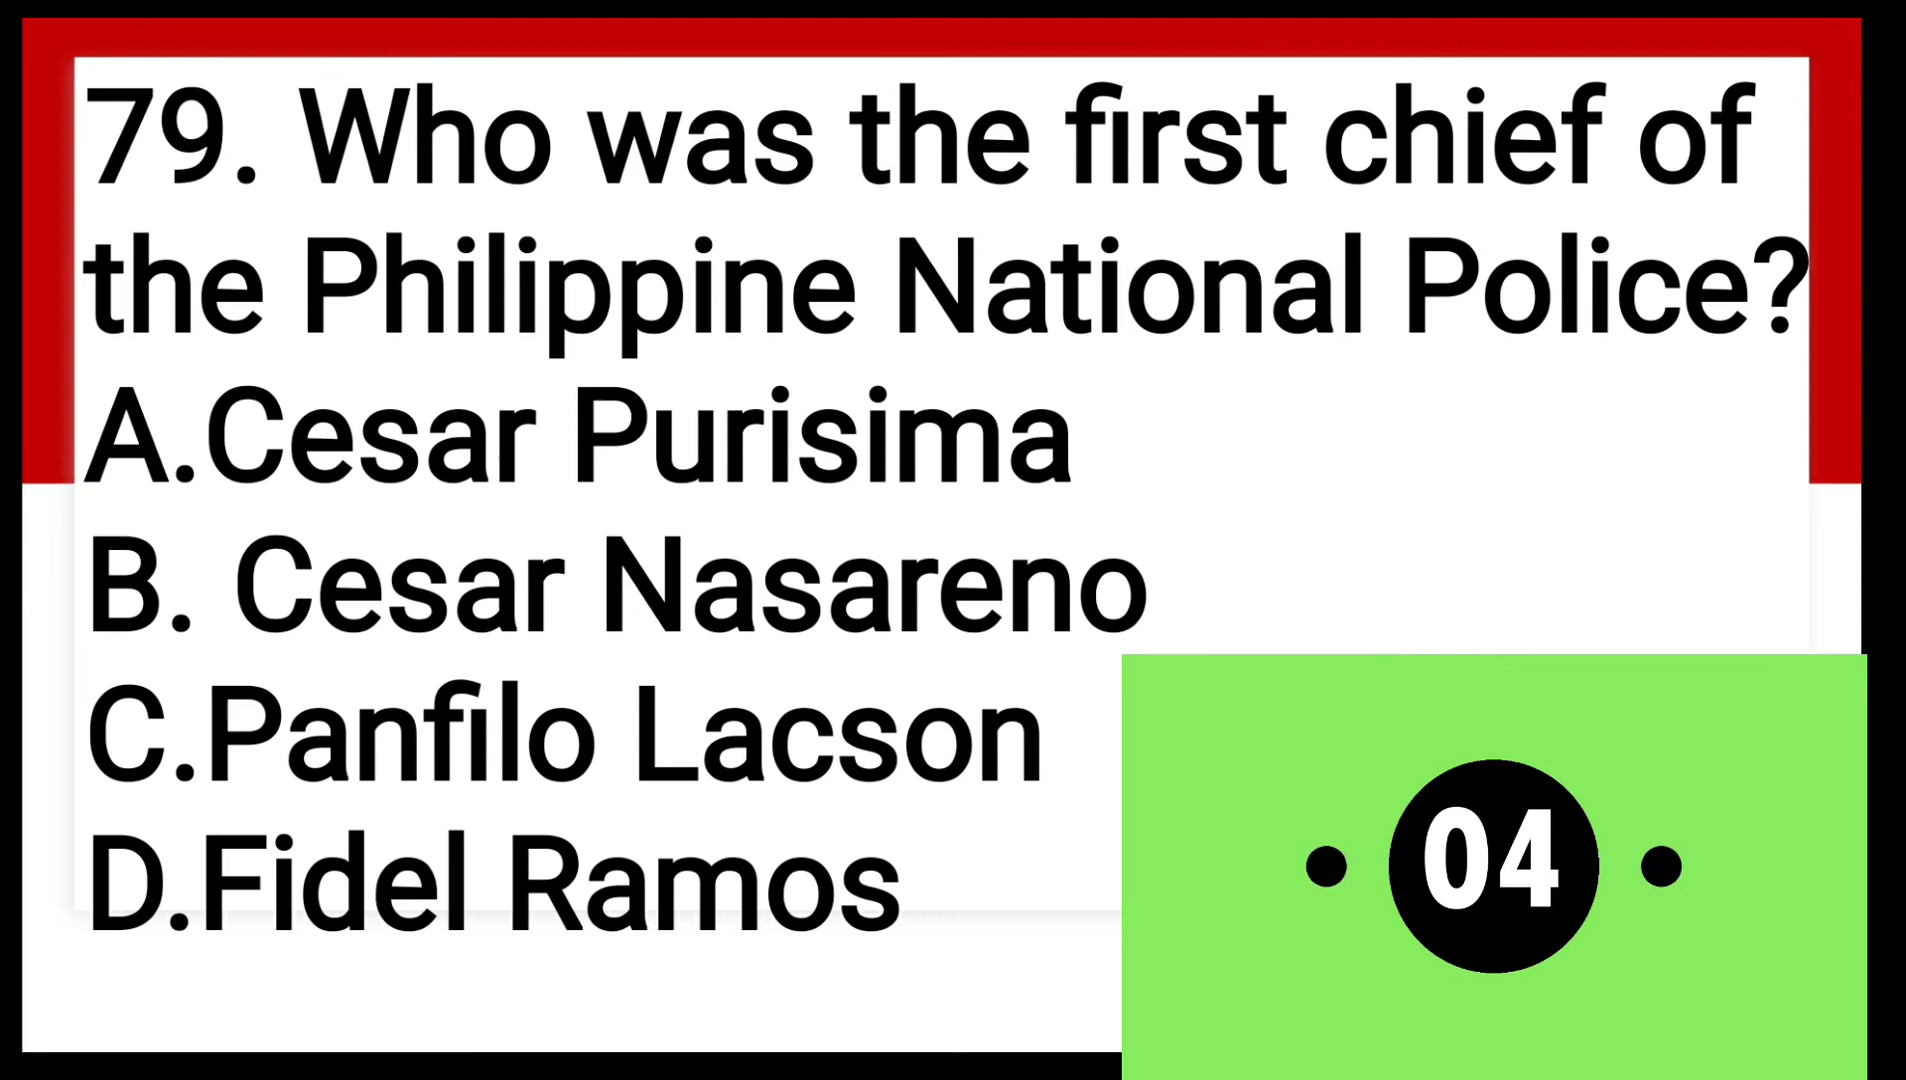 79. Who was the first chief of
the Philippine National Police?
A.Cesar Purisima
B. Cesar Nasareno
C.Panfilo Lacson
D.Fidel Ramos
04